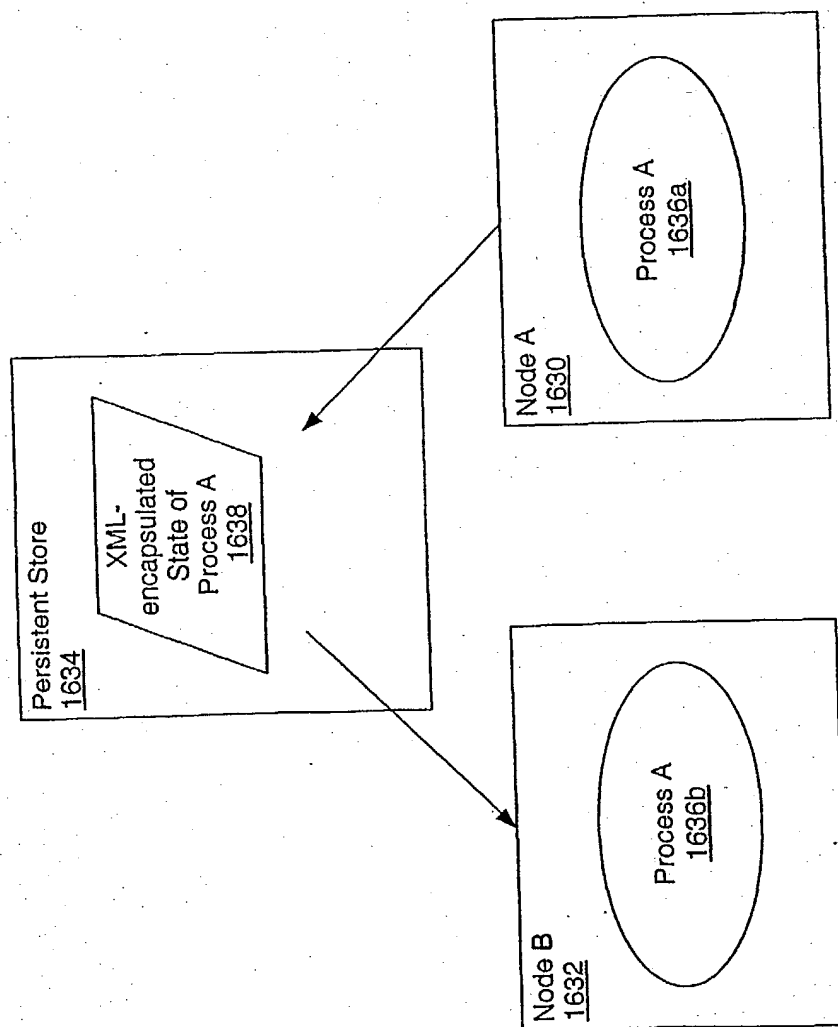 Persistent Store
1634
XML-
encapsulated
State of
Process A
1638
Node B
1632
Process A
1636b
Node A
1630
Process A
1636a